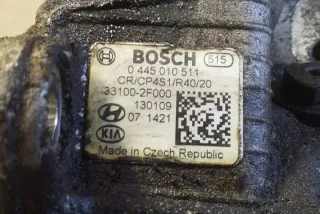 BOSCH 515
0 445 010 511
CR/CP4S1/R40/20
33100-2F000
130109
07 1421
KIA
Made in Czech Republic